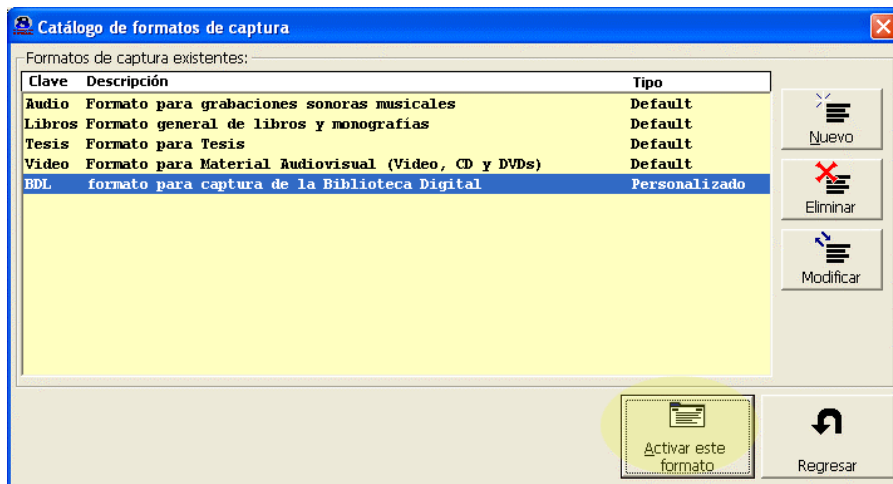 Catálogo de formatos de captura
Formatos de captura existentes:
Clave Descripción Tipo
Audio Formato para grabaciones sonoras musicales Default
Libros Formato general de libros y monografías Default
Tesis Formato para Tesis Default
Video Formato para Material Audiovisual (Video, CD y DVDs) Default
BDL formato para captura de la Biblioteca Digital Personalizado
Nuevo
Eliminar
Modificar
Activar este
formato
Regresar